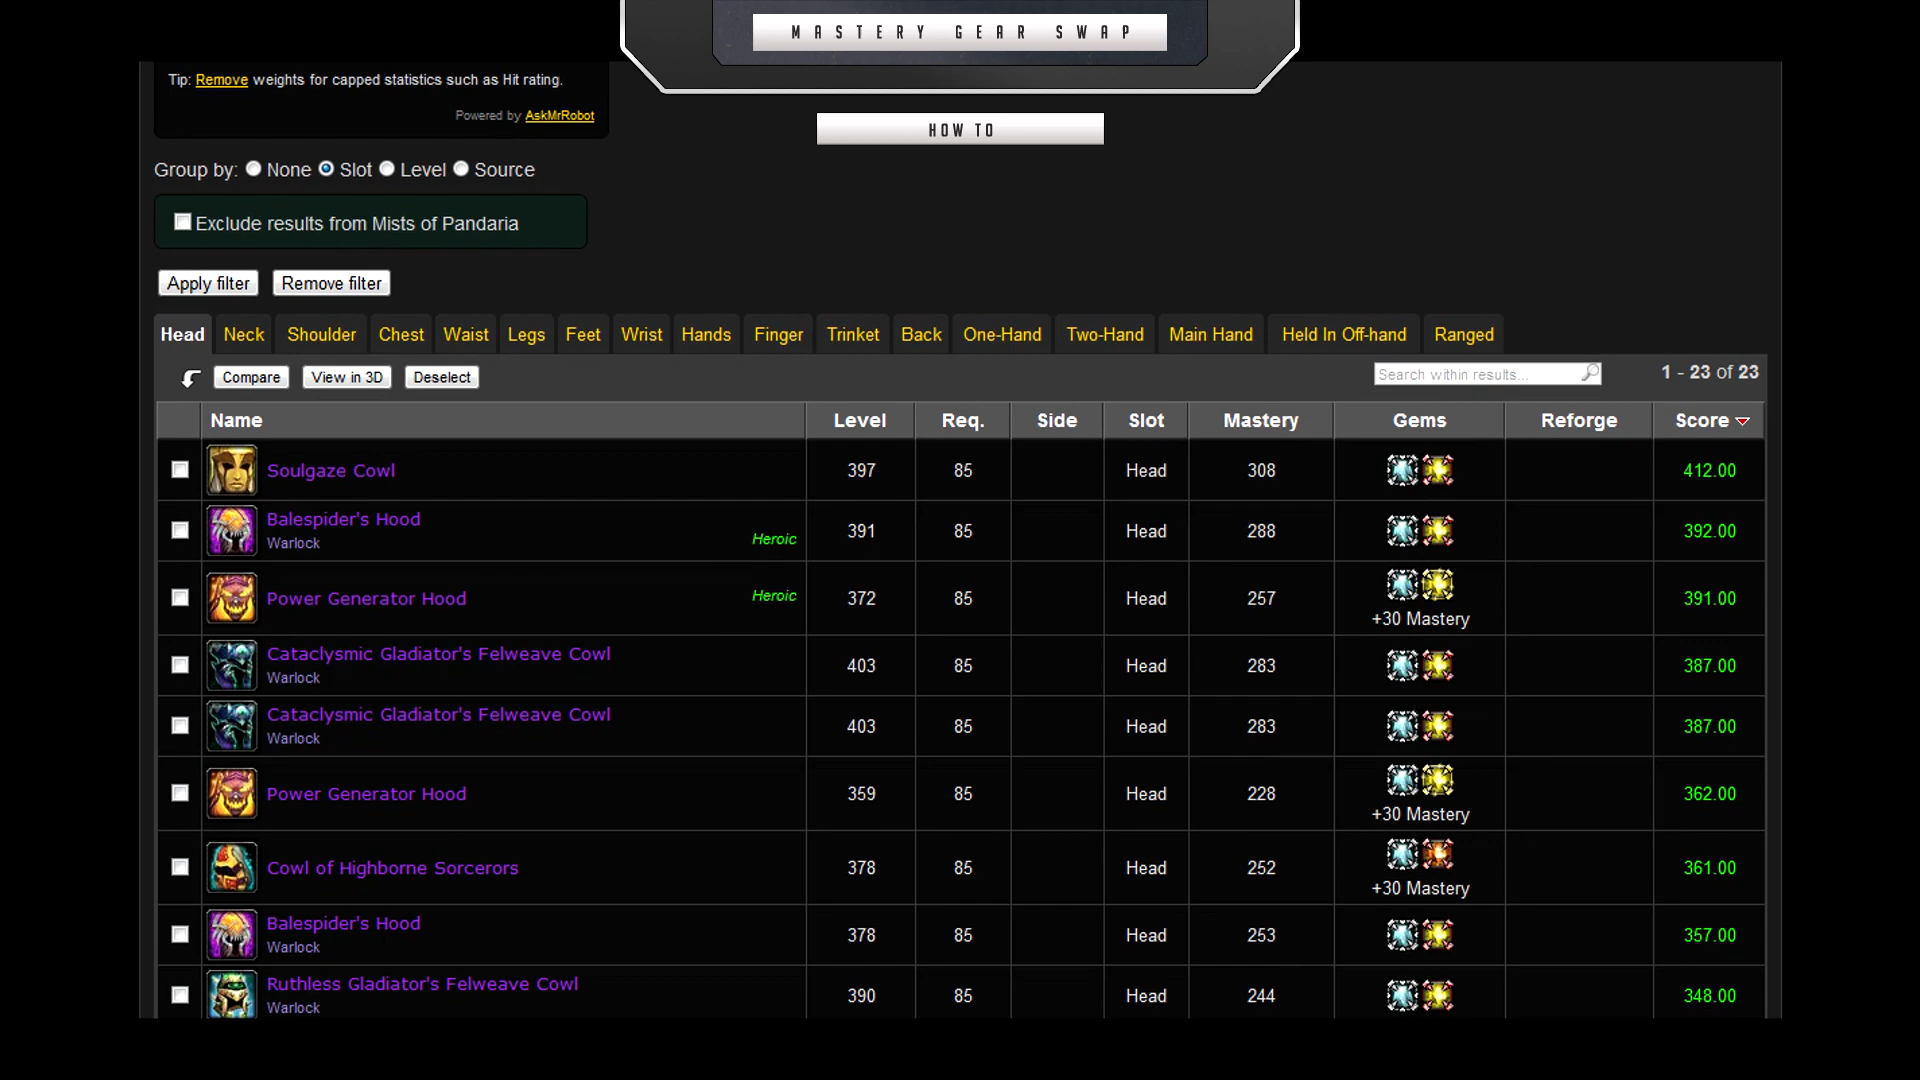 MASTERY GEAR SWAP
HOW TO
Tip: Remove weights for capped statistics such as Hit rating.
Powered by AskMrRobot
Group by: None Slot Level Source
Exclude results from Mists of Pandaria
Apply filter Remove filter
Head Neck Shoulder Chest Waist Legs Feet Wrist Hands Finger Trinket Back One-Hand Two-Hand Main Hand Held In Off-hand Ranged
Compare View in 3D Deselect Search within results... 1 - 23 of 23
Name Level Req. Side Slot Mastery Gems Reforge Score
Soulgaze Cowl 397 85 Head 308 412.00
Balespider's Hood
Warlock Heroic 391 85 Head 288 392.00
Power Generator Hood Heroic 372 85 Head 257 391.00
+30 Mastery
Cataclysmic Gladiator's Felweave Cowl
Warlock 403 85 Head 283 387.00
Cataclysmic Gladiator's Felweave Cowl
Warlock 403 85 Head 283 387.00
Power Generator Hood 359 85 Head 228 362.00
+30 Mastery
Cowl of Highborne Sorcerors 378 85 Head 252 361.00
+30 Mastery
Balespider's Hood
Warlock 378 85 Head 253 357.00
Ruthless Gladiator's Felweave Cowl
Warlock 390 85 Head 244 348.00